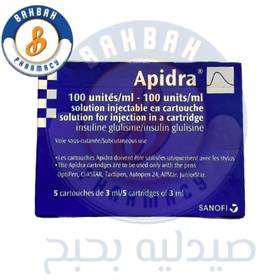 BAHBAH
PHARMACY
Apidra®
100 unités/ml - 100 units/ml
solution injectable en cartouche
solution for injection in a cartridge
insuline glulisine/insulin glulisine
Voie sous-cutanée/Subcutaneous use
•Les cartouches Apidra doivent être utilisées uniquement avec les stylos
•The Apidra cartridges are to be used only with the pens
OptiPen, ClikSTAR, Tactipen, Autopen 24, AllStar, JuniorStar.
5 cartouches de 3 ml/5 cartridges of 3 ml
SANOFI
صيدليه بحبح